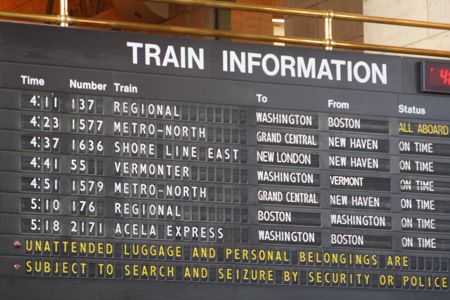 TRAIN INFORMATION
4
Time Number Train To From Status
4:11 137 REGIONAL WASHINGTON BOSTON ALL ABOARD
4:23 1577 METRO-NORTH GRAND CENTRAL NEW HAVEN ON TIME
4:37 1636 SHORE LINE EAST NEW LONDON NEW HAVEN ON TIME
4:41 55 VERMONTER WASHINGTON VERMONT ON TIME
4:51 1579 METRO-NORTH GRAND CENTRAL NEW HAVEN ON TIME
5:10 176 REGIONAL BOSTON WASHINGTON ON TIME
5:18 2171 ACELA EXPRESS WASHINGTON BOSTON ON TIME
UNATTENDED LUGGAGE AND PERSONAL BELONGINGS ARE
SUBJECT TO SEARCH AND SEIZURE BY SECURITY OR POLICE